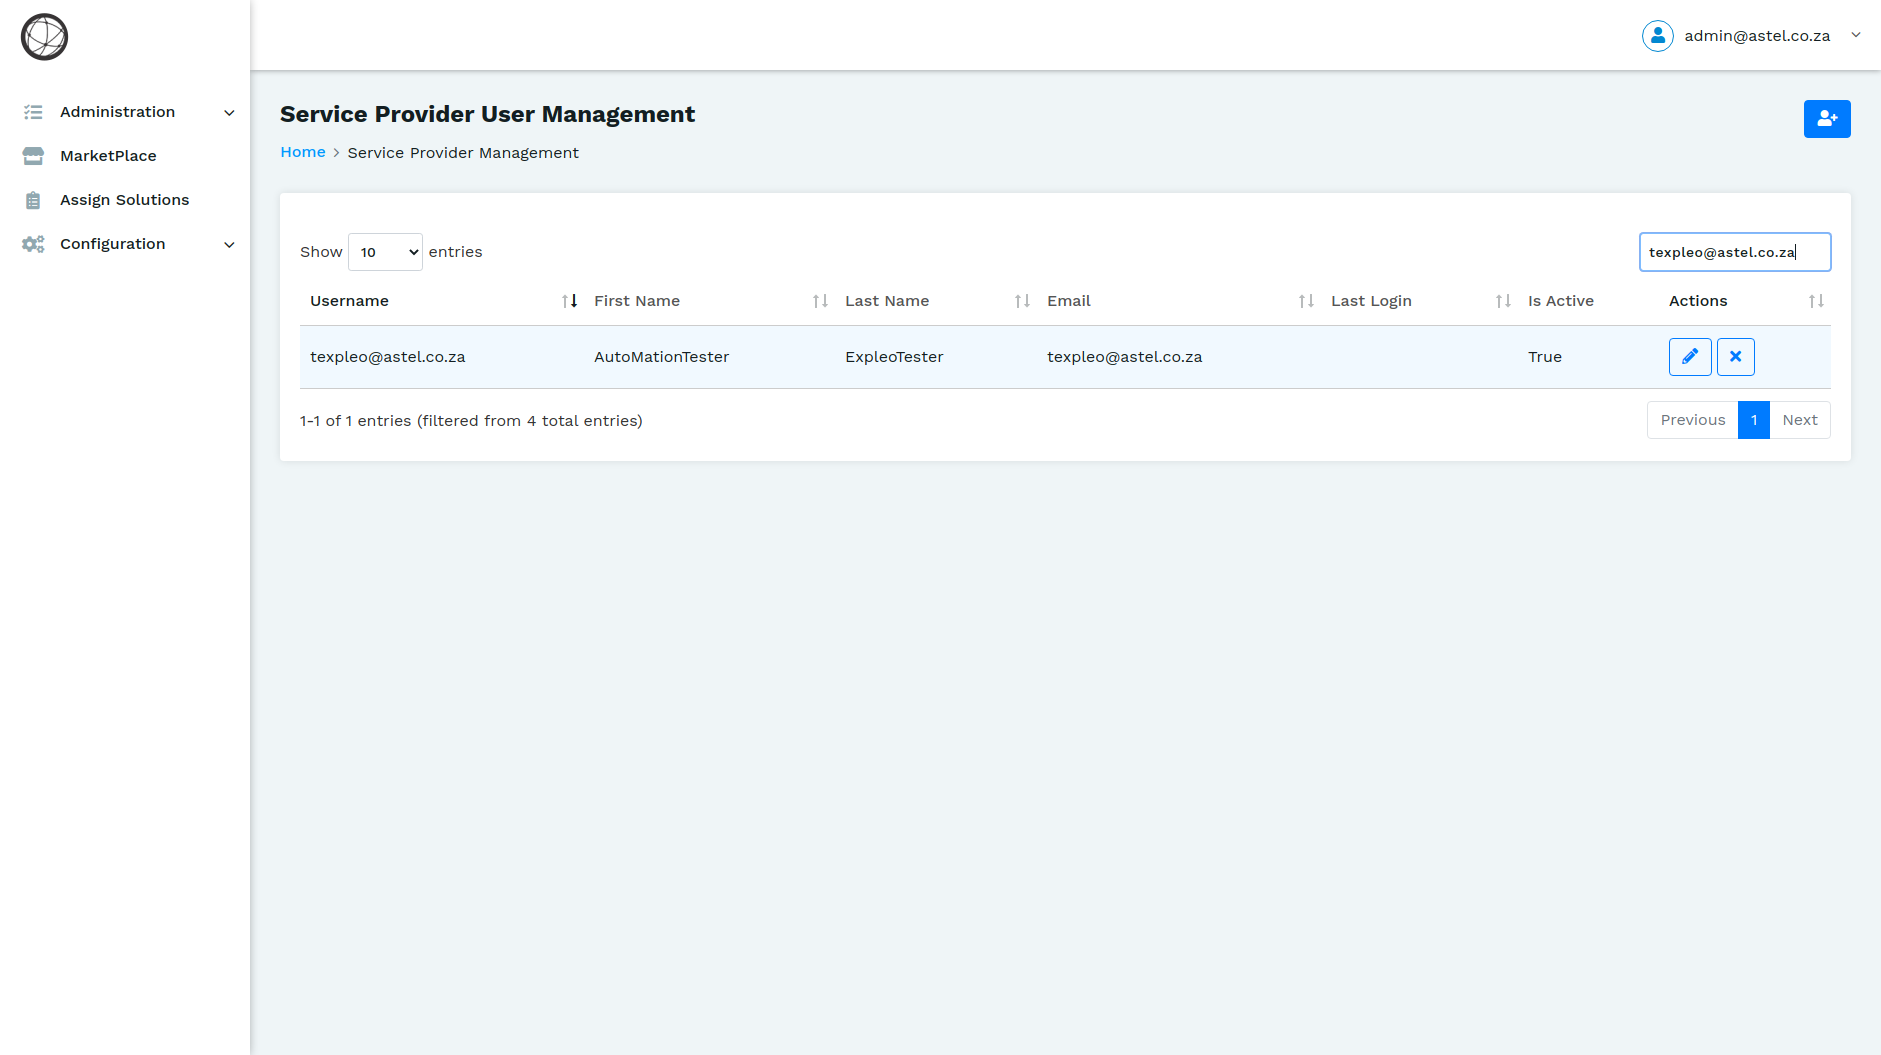 admin@astel.co.za
Administration
MarketPlace
Assign Solutions
Configuration
Service Provider User Management
Home > Service Provider Management
Show 10 entries
texpleo@astel.co.za
Username First Name Last Name Email Last Login Is Active Actions
texpleo@astel.co.za AutoMationTester ExpleoTester texpleo@astel.co.za True
1-1 of 1 entries (filtered from 4 total entries)
Previous 1 Next